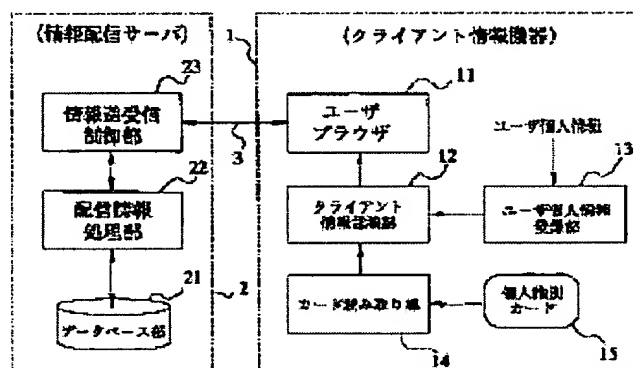 (情報配信サーバ)
1
(クライアント情報機器)
23
11
情報送受信
制御部
3
ユーザ
ブラウザ
ユーザ個人情報
22
12
13
配信情報
処理部
クライアント
情報認識部
ユーザ個人情報
登録部
21
2
データベース部
カード読み取り部
個人識別
カード
14
15